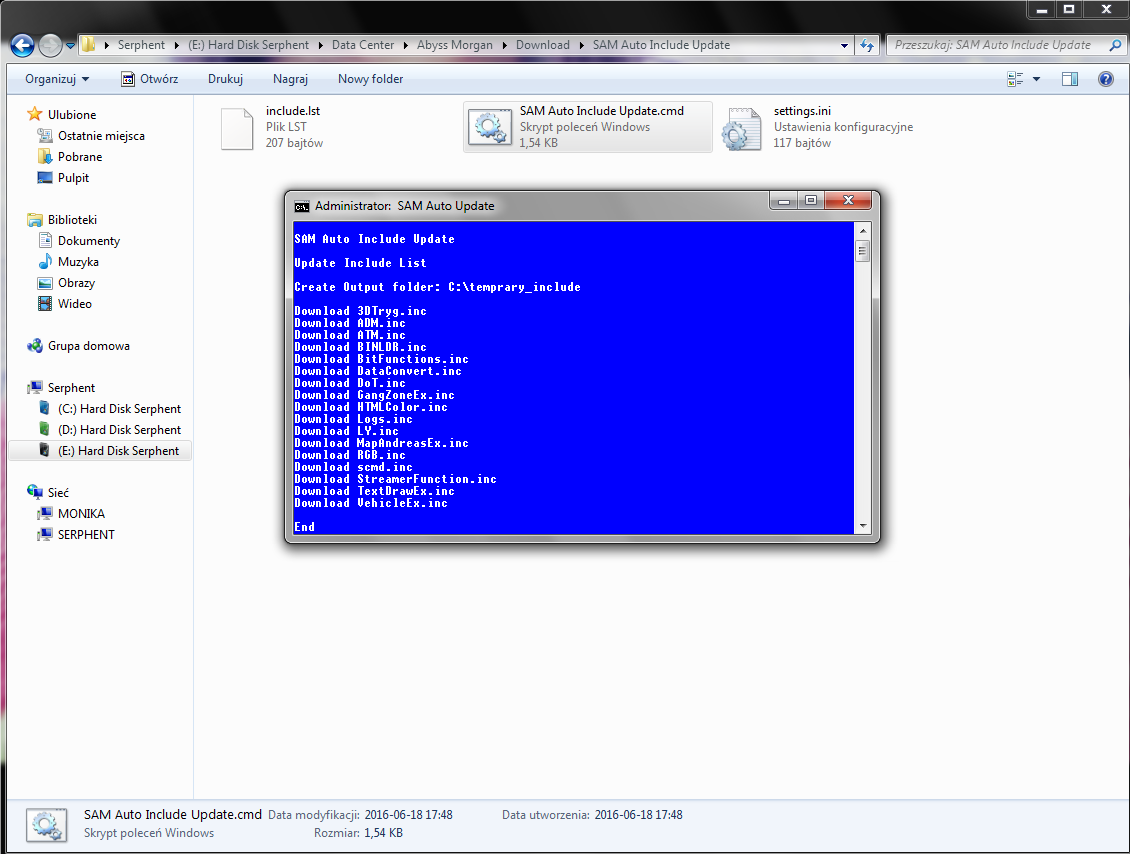 Serphent (E:) Hard Disk Serphent Data Center Abyss Morgan Download SAM Auto Include Update Przeszukaj: SAM Auto Include Update
Organizuj Otwórz Drukuj Nagraj Nowy folder
Ulubione
Ostatnie miejsca
Pobrane
Pulpit
Biblioteki
Dokumenty
Muzyka
Obrazy
Wideo
Grupa domowa
Serphent
(C:) Hard Disk Serphent
(D:) Hard Disk Serphent
(E:) Hard Disk Serphent
Sieć
MONIKA
SERPHENT
include.lst
Plik LST
207 bajtów
SAM Auto Include Update.cmd
Skrypt poleceń Windows
1,54 KB
settings.ini
Ustawienia konfiguracyjne
117 bajtów
Administrator: SAM Auto Update
SAM Auto Include Update
Update Include List
Create Output folder: C:\temprary_include
Download 3DTryg.inc
Download ADM.inc
Download ATM.inc
Download BINLDR.inc
Download BitFunctions.inc
Download DataConvert.inc
Download DoT.inc
Download GangZoneEx.inc
Download HTMLColor.inc
Download Logs.inc
Download LY.inc
Download MapAndreasEx.inc
Download RGB.inc
Download scmd.inc
Download StreamerFunction.inc
Download TextDrawEx.inc
Download VehicleEx.inc
End
SAM Auto Include Update.cmd Data modyfikacji: 2016-06-18 17:48 Data utworzenia: 2016-06-18 17:48
Skrypt poleceń Windows Rozmiar: 1,54 KB